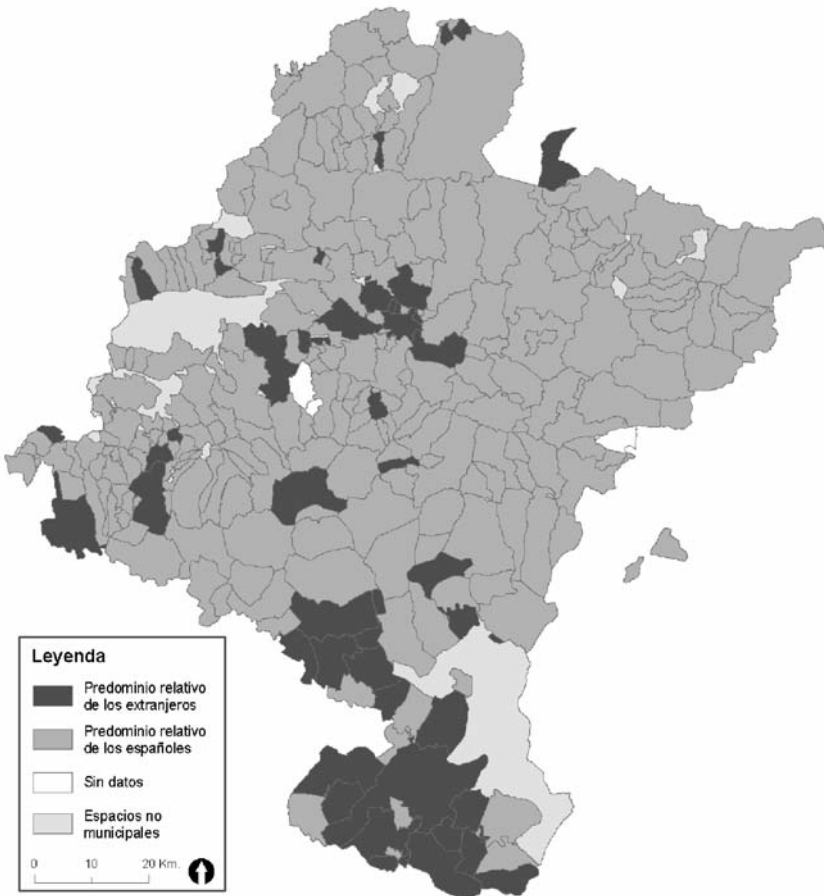 Leyenda
Predominio relativo
de los extranjeros
Predominio relativo
de los españoles
Sin datos
Espacios no
municipales
0 10 20 Km.